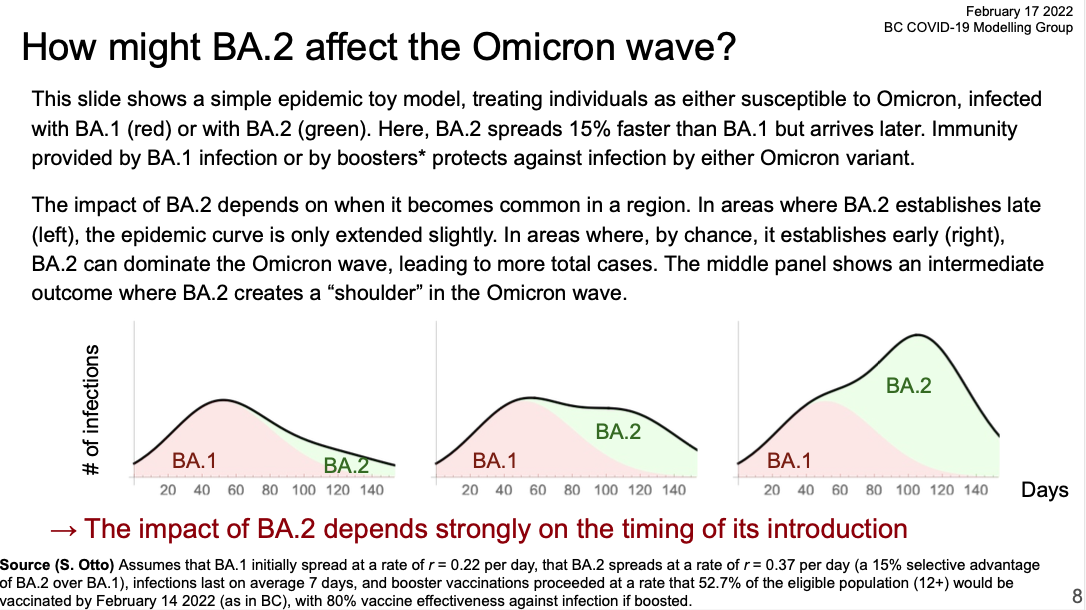 February 17 2022
BC COVID-19 Modelling Group
How might BA.2 affect the Omicron wave?
This slide shows a simple epidemic toy model, treating individuals as either susceptible to Omicron, infected
with BA.1 (red) or with BA.2 (green). Here, BA.2 spreads 15% faster than BA.1 but arrives later. Immunity
provided by BA.1 infection or by boosters* protects against infection by either Omicron variant.
The impact of BA.2 depends on when it becomes common in a region. In areas where BA.2 establishes late
(left), the epidemic curve is only extended slightly. In areas where, by chance, it establishes early (right),
BA.2 can dominate the Omicron wave, leading to more total cases. The middle panel shows an intermediate
outcome where BA.2 creates a “shoulder” in the Omicron wave.
# of infections
BA.1
BA.2
20 40 60 80 100 120 140
BA.1
BA.2
20 40 60 80 100 120 140
BA.1
BA.2
20 40 60 80 100 120 140
Days
→ The impact of BA.2 depends strongly on the timing of its introduction
Source (S. Otto) Assumes that BA.1 initially spread at a rate of r = 0.22 per day, that BA.2 spreads at a rate of r = 0.37 per day (a 15% selective advantage
of BA.2 over BA.1), infections last on average 7 days, and booster vaccinations proceeded at a rate that 52.7% of the eligible population (12+) would be
vaccinated by February 14 2022 (as in BC), with 80% vaccine effectiveness against infection if boosted.
8